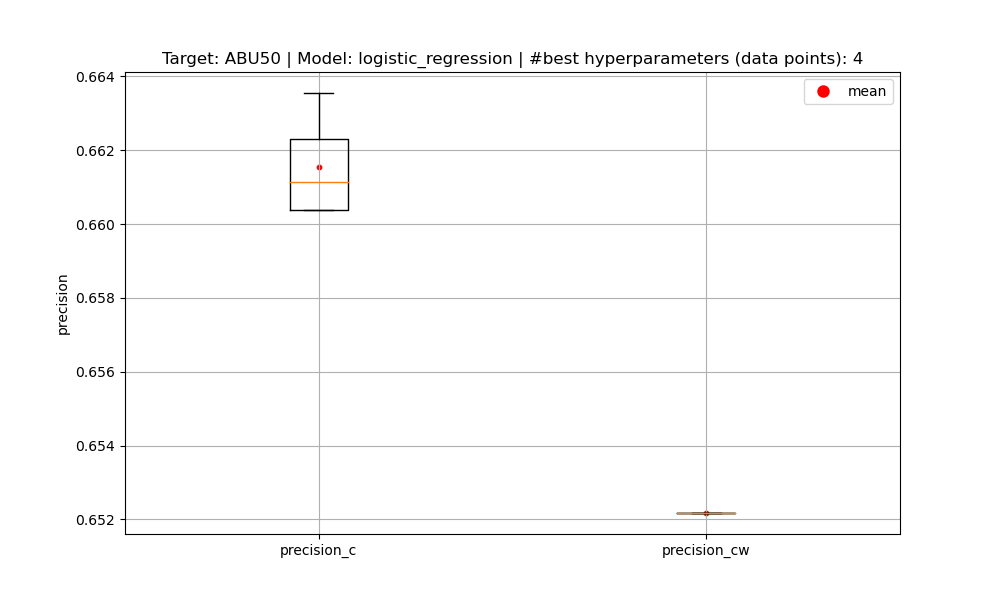 Target: ABU50 | Model: logistic_regression | #best hyperparameters (data points): 4
mean
0.664
0.662
0.660
0.658
0.656
0.654
0.652
precision
precision_c
precision_cw